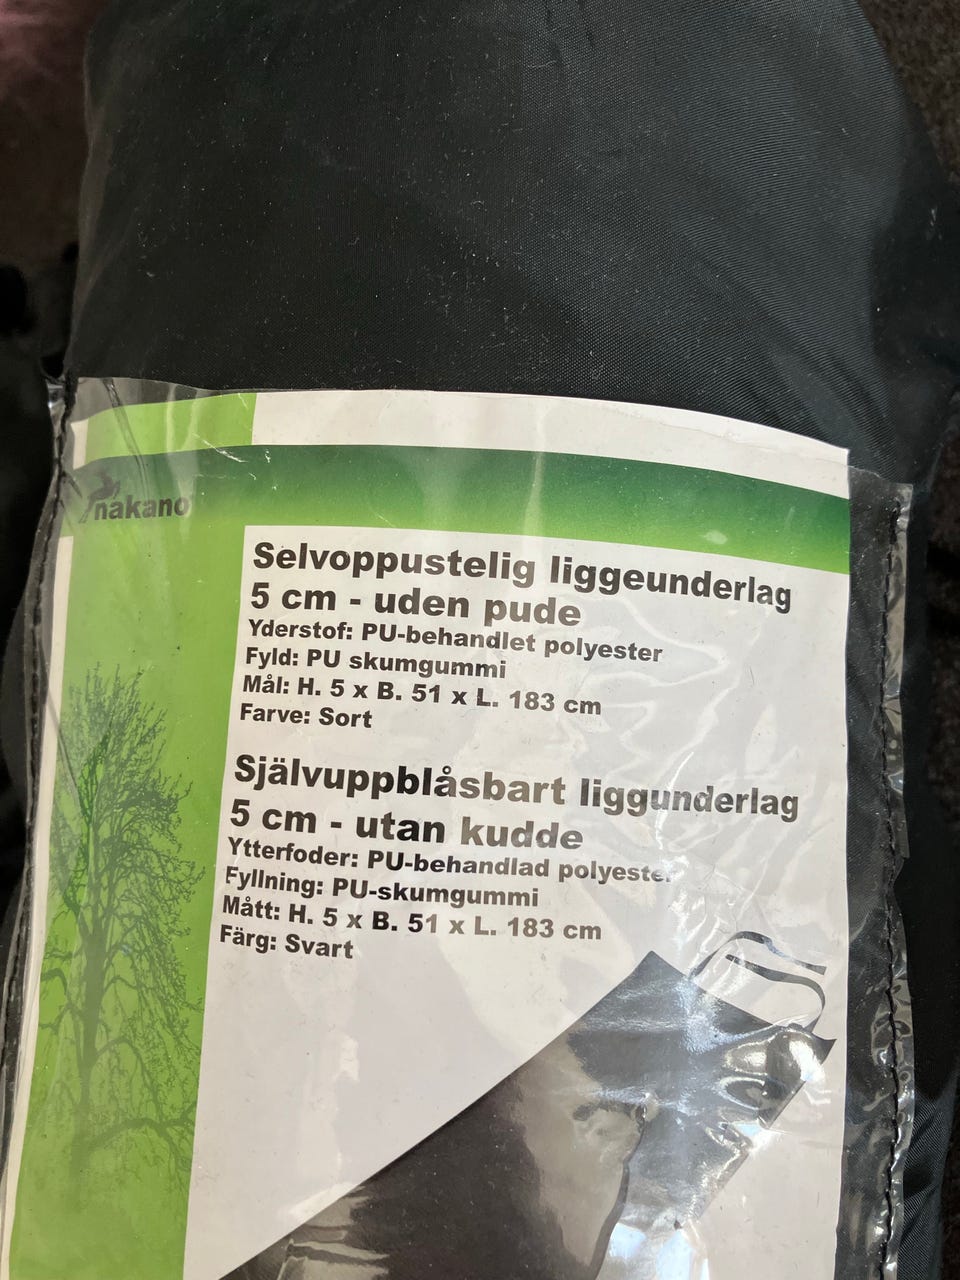 nakano
Selvoppustelig liggeunderlag
5 cm - uden pude
Yderstof: PU-behandlet polyester
Fyld: PU skumgummi
Mål: H. 5 x B. 51 x L. 183 cm
Farve: Sort
Självuppblåsbart liggunderlag
5 cm - utan kudde
Ytterfoder: PU-behandlad polyester
Fyllning: PU-skumgummi
Mått: H. 5 x B. 51 x L. 183 cm
Färg: Svart